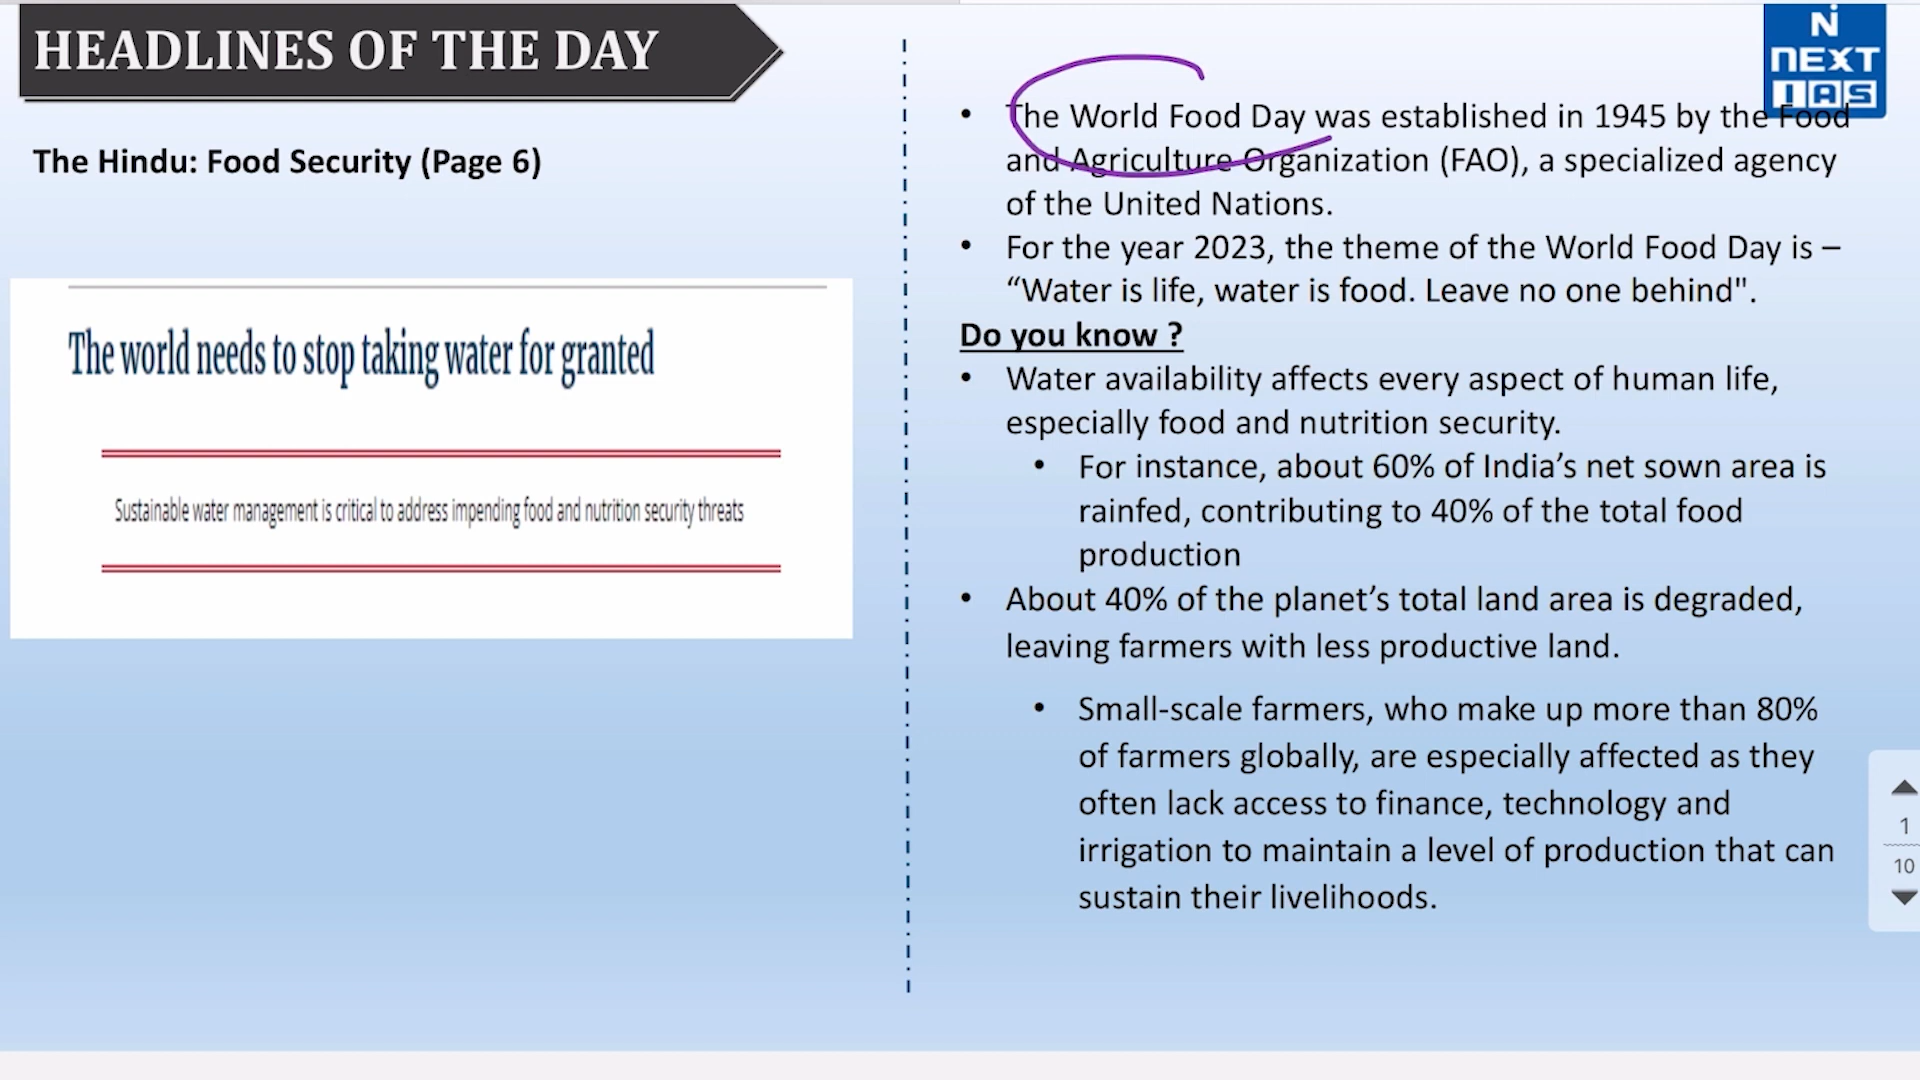 HEADLINES OF THE DAY
The Hindu: Food Security (Page 6)
The world needs to stop taking water for granted
Sustainable water management is critical to address impending food and nutrition security threats
N
NEXT
IAS
• The World Food Day was established in 1945 by the Food
and Agriculture Organization (FAO), a specialized agency
of the United Nations.
• For the year 2023, the theme of the World Food Day is –
“Water is life, water is food. Leave no one behind".
Do you know ?
• Water availability affects every aspect of human life,
especially food and nutrition security.
• For instance, about 60% of India’s net sown area is
rainfed, contributing to 40% of the total food
production
• About 40% of the planet’s total land area is degraded,
leaving farmers with less productive land.
• Small-scale farmers, who make up more than 80%
of farmers globally, are especially affected as they
often lack access to finance, technology and
irrigation to maintain a level of production that can
sustain their livelihoods.
1
10